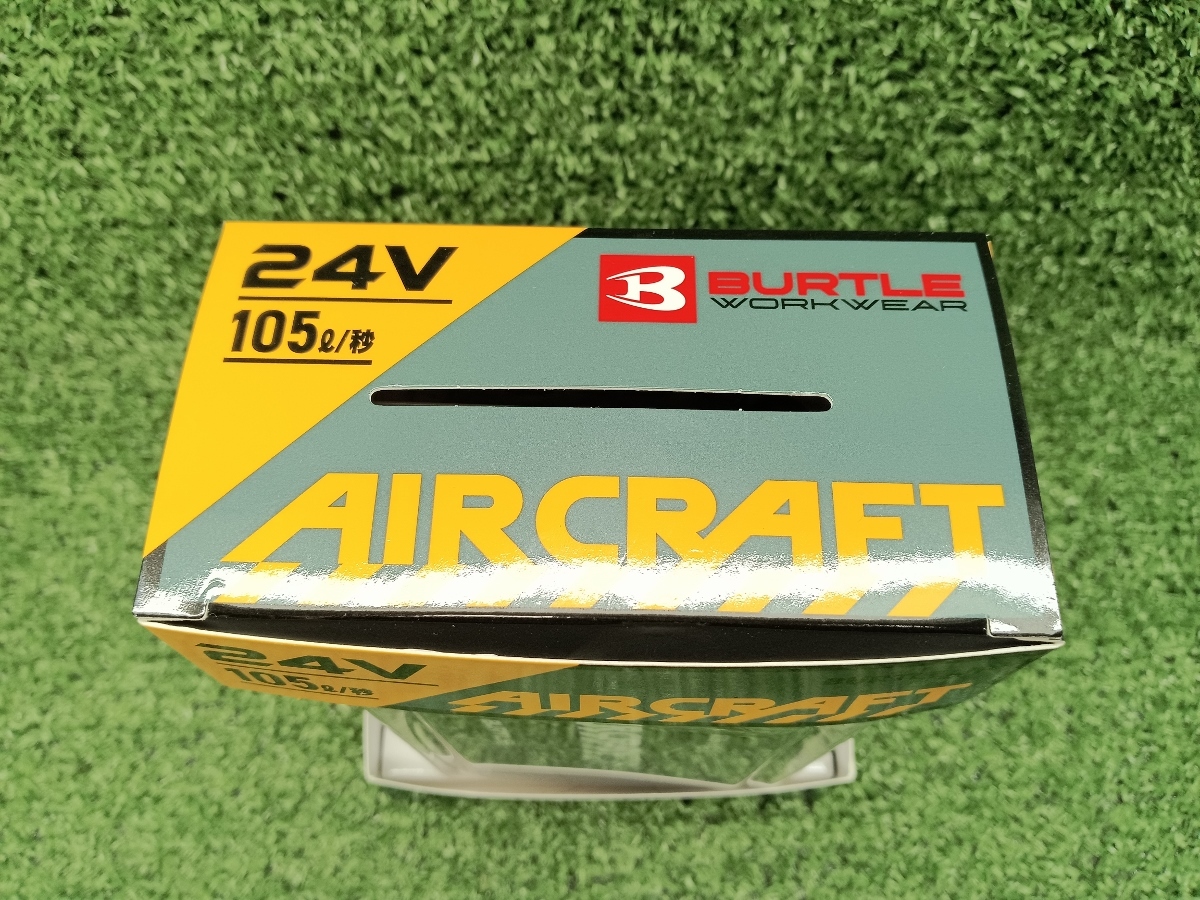 24V
105ℓ/秒
B BURTLE
WORKWEAR
AIRCRAFT
24V
105ℓ/秒
AIRCRAFT